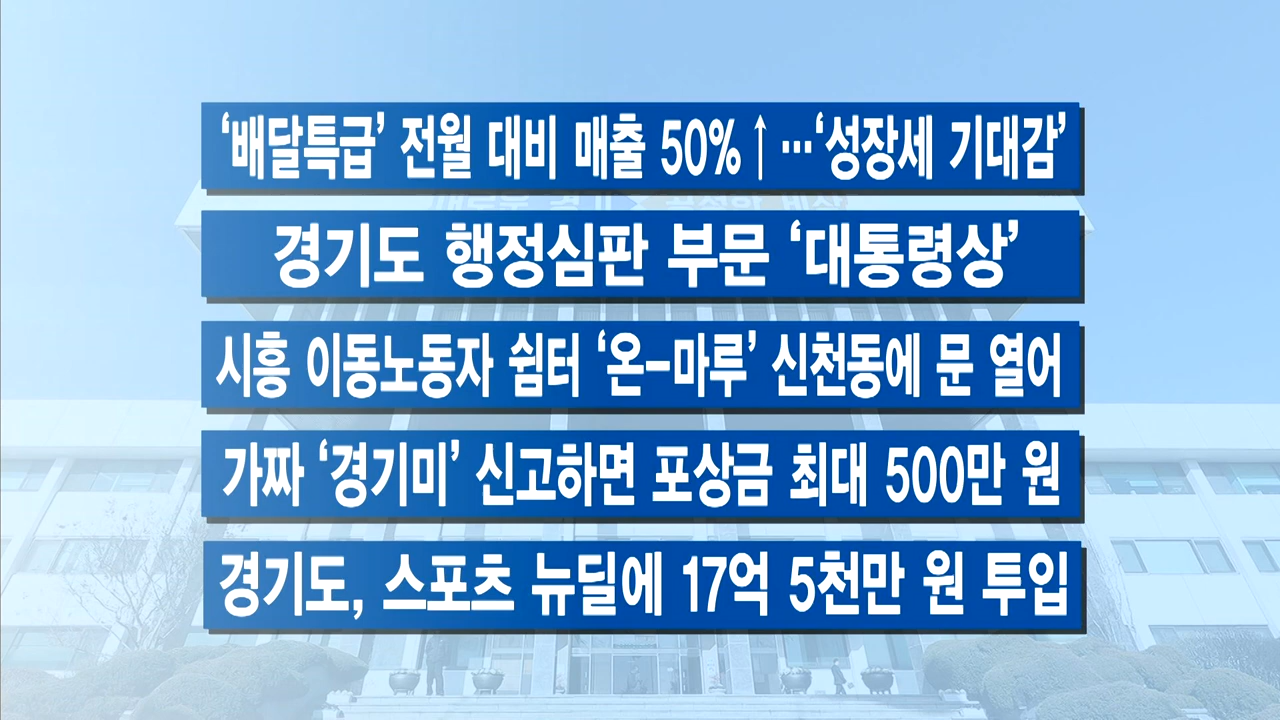 ‘배달특급’ 전월 대비 매출 50%↑…‘성장세 기대감’
경기도 행정심판 부문 ‘대통령상’
시흥 이동노동자 쉼터 ‘온-마루’ 신천동에 문 열어
가짜 ‘경기미’ 신고하면 포상금 최대 500만 원
경기도, 스포츠 뉴딜에 17억 5천만 원 투입